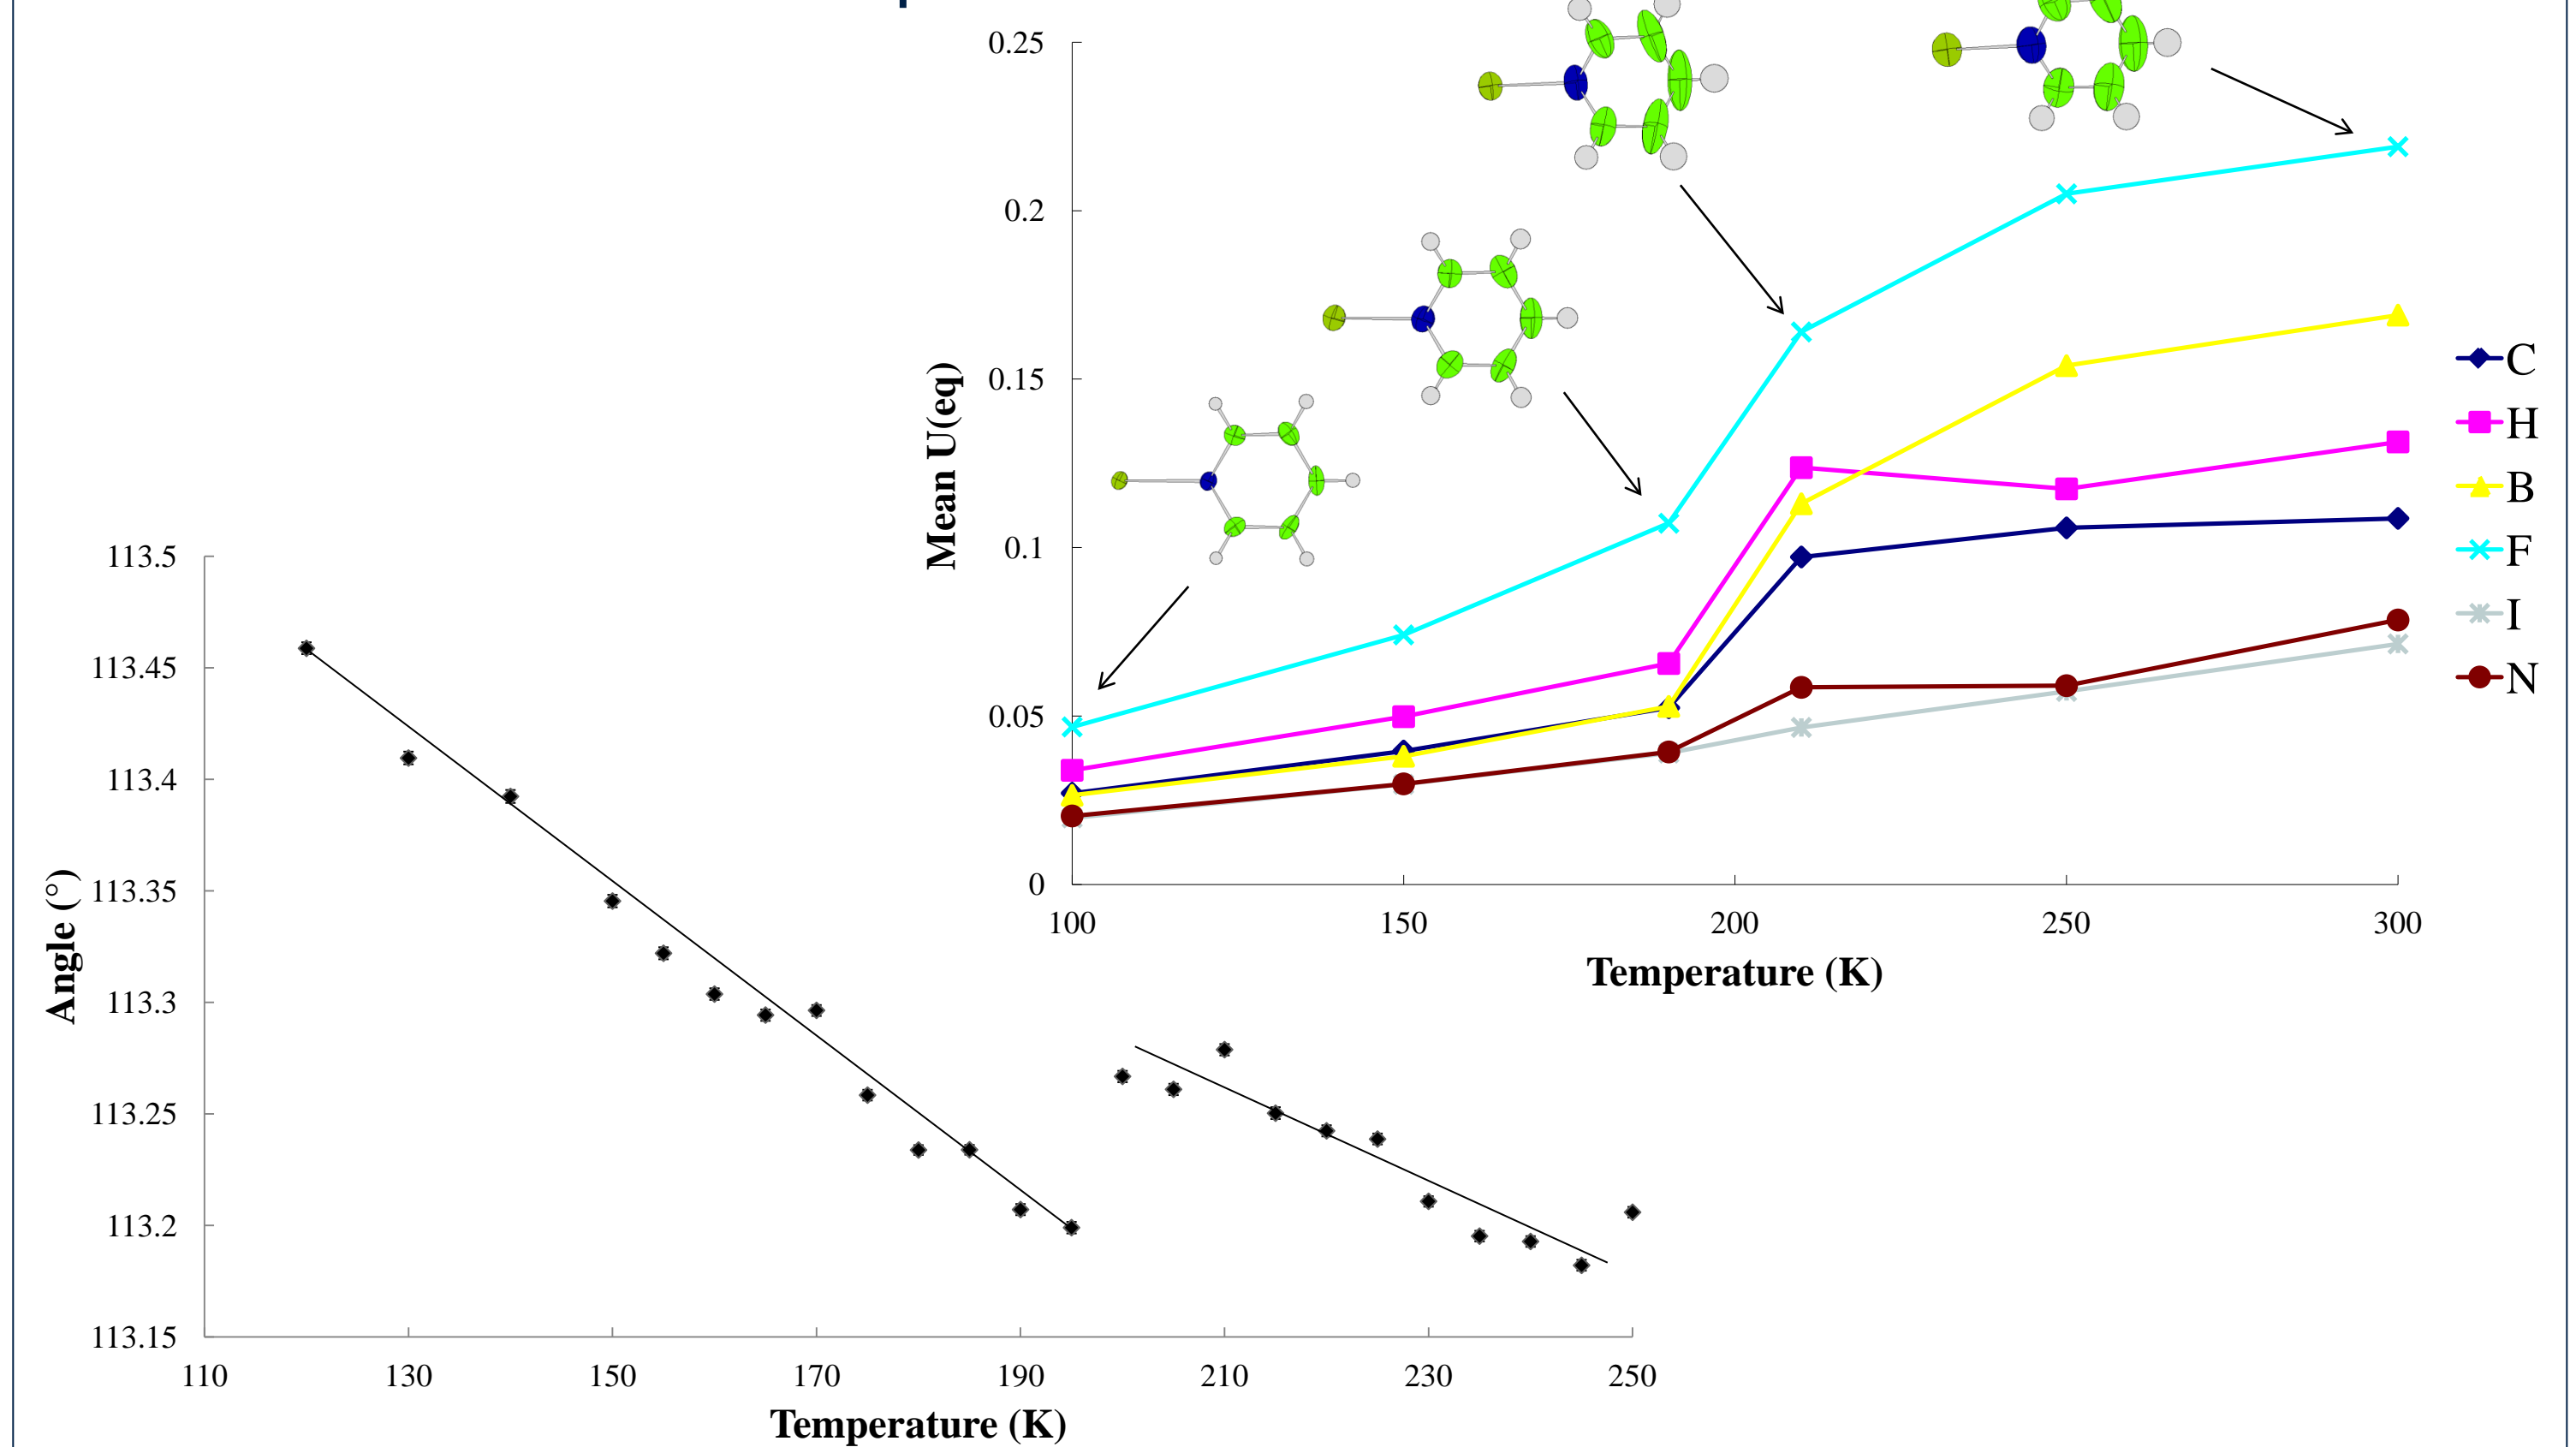 0.25
0.2
0.15
0.1
0.05
0
Mean U(eq)
100 150 200 250 300
Temperature (K)
C
H
B
F
I
N
113.5
113.45
113.4
113.35
113.3
113.25
113.2
113.15
Angle (°)
110 130 150 170 190 210 230 250
Temperature (K)